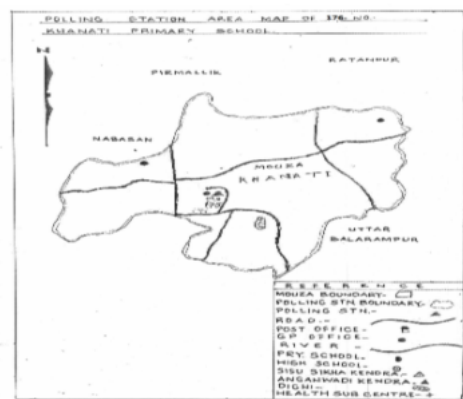 POLLING STATION AREA MAP OF 176 NO.
KHANATI PRIMARY SCHOOL
RATANPUR
PIRMALLIK
NABASAN
MOUZA
KHANATI
UTTAR
BALARAMPUR
REFERENCE
MOUZA BOUNDARY-
POLLING STN. BOUNDARY-
POLLING STN.-
ROAD.-
POST OFFICE-
GP OFFICE-
RIVER-
PRY. SCHOOL-
HIGH SCHOOL-
SISU SIKHA KENDRA-
ANGANWADI KENDRA-
DIGHI-
HEALTH SUB CENTRE-+